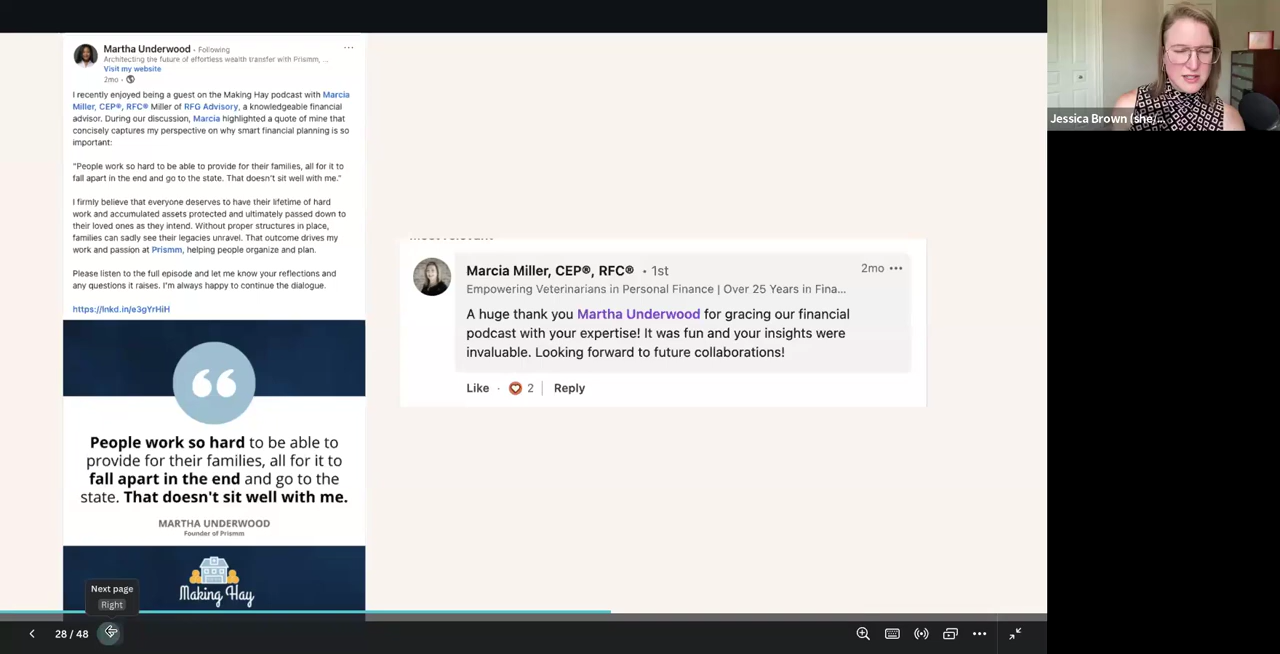 Martha Underwood · Following
Architecting the future of effortless wealth transfer with Prismm, ...
Visit my website
2mo ·
I recently enjoyed being a guest on the Making Hay podcast with Marcia
Miller, CEP®, RFC® Miller of RFG Advisory, a knowledgeable financial
advisor. During our discussion, Marcia highlighted a quote of mine that
concisely captures my perspective on why smart financial planning is so
important:
"People work so hard to be able to provide for their families, all for it to
fall apart in the end and go to the state. That doesn't sit well with me."
I firmly believe that everyone deserves to have their lifetime of hard
work and accumulated assets protected and ultimately passed down to
their loved ones as they intend. Without proper structures in place,
families can sadly see their legacies unravel. That outcome drives my
work and passion at Prismm, helping people organize and plan.
Please listen to the full episode and let me know your reflections and
any questions it raises. I'm always happy to continue the dialogue.
https://lnkd.in/e3gYrHiH
People work so hard to be able to
provide for their families, all for it to
fall apart in the end and go to the
state. That doesn't sit well with me.
MARTHA UNDERWOOD
Founder of Prismm
Making Hay
Marcia Miller, CEP®, RFC® · 1st
2mo
Empowering Veterinarians in Personal Finance | Over 25 Years in Fina...
A huge thank you Martha Underwood for gracing our financial
podcast with your expertise! It was fun and your insights were
invaluable. Looking forward to future collaborations!
Like · 2 | Reply
Jessica Brown (she/...
Next page
Right
28 / 48